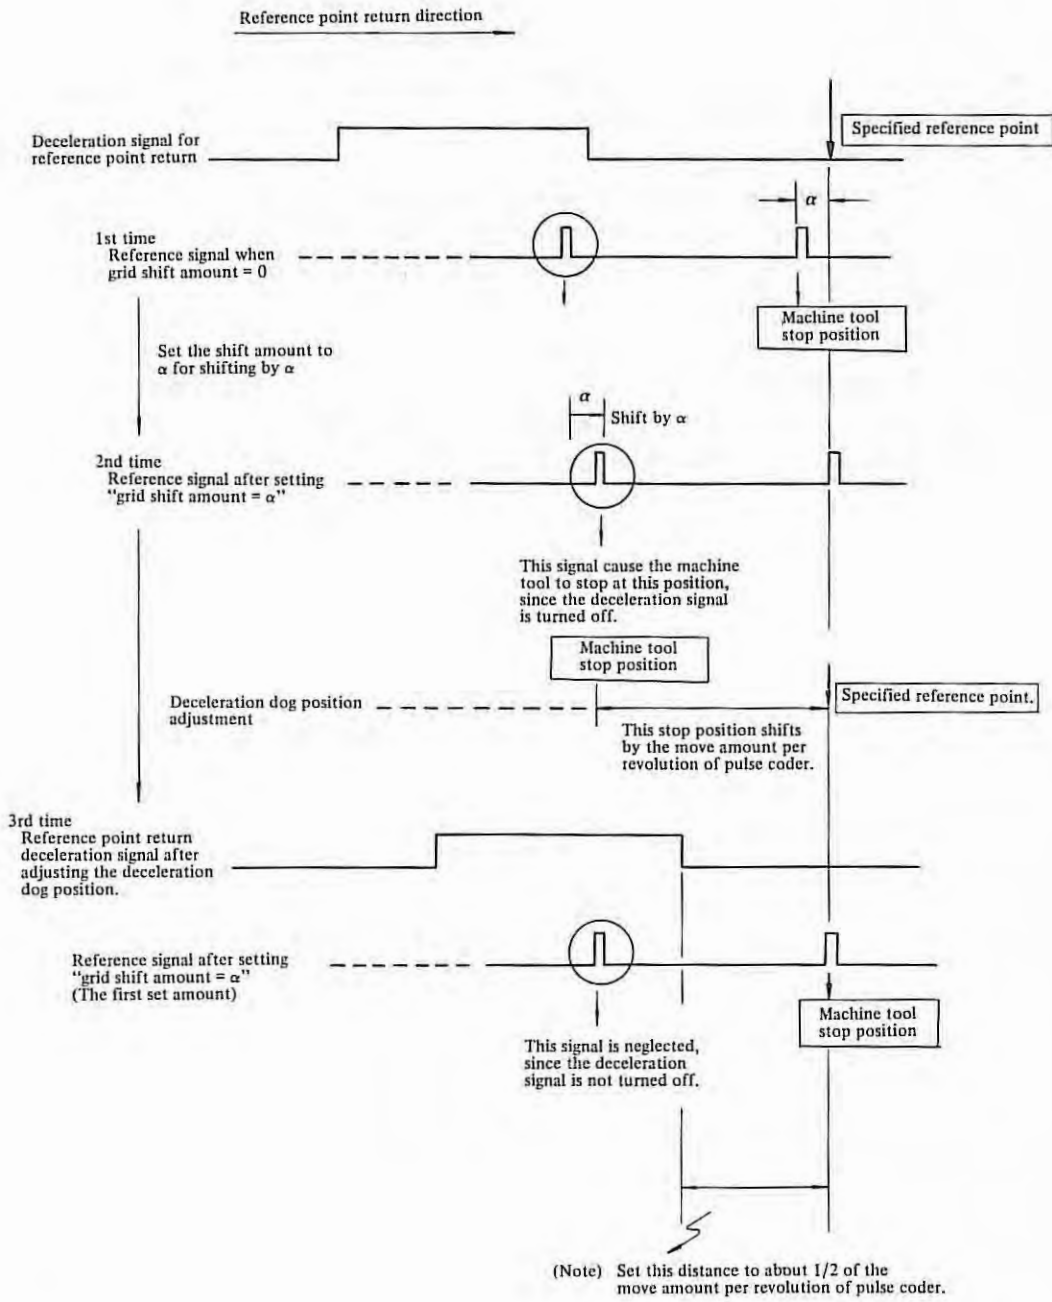 Reference point return direction
Deceleration signal for
reference point return
Specified reference point
α
1st time
Reference signal when
grid shift amount = 0
Machine tool
stop position
Set the shift amount to
α for shifting by α
α
Shift by α
2nd time
Reference signal after setting
"grid shift amount = α"
This signal cause the machine
tool to stop at this position,
since the deceleration signal
is turned off.
Machine tool
stop position
Deceleration dog position
adjustment
Specified reference point.
This stop position shifts
by the move amount per
revolution of pulse coder.
3rd time
Reference point return
deceleration signal after
adjusting the deceleration
dog position.
Reference signal after setting
"grid shift amount = α"
(The first set amount)
Machine tool
stop position
This signal is neglected,
since the deceleration
signal is not turned off.
(Note) Set this distance to about 1/2 of the
move amount per revolution of pulse coder.